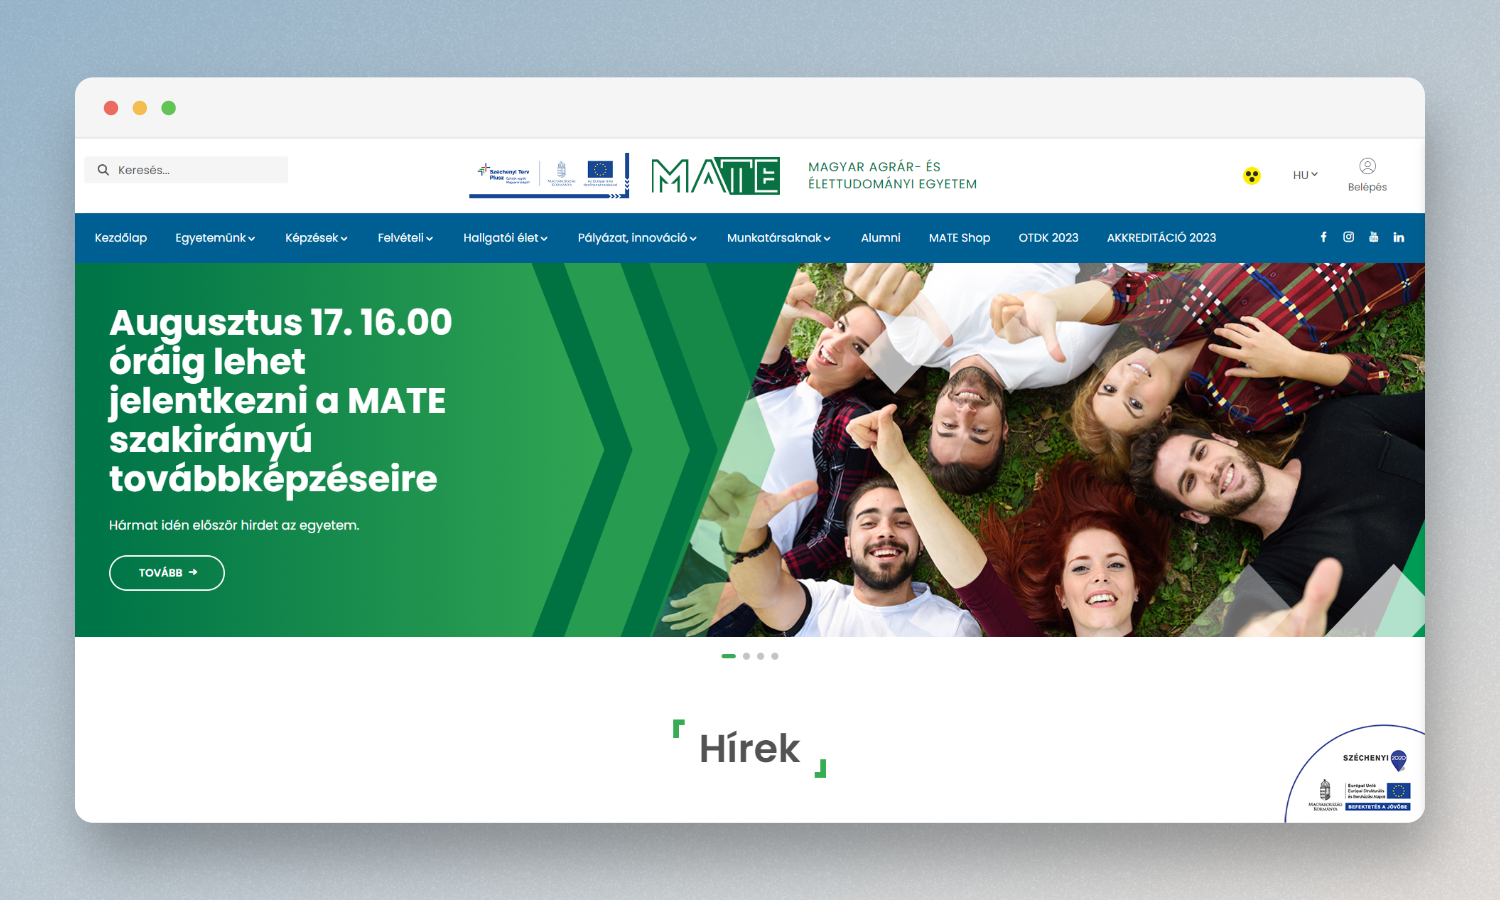 Keresés...
Széchenyi Terv
Plusz
MATE
MAGYAR AGRÁR- ÉS
ÉLETTUDOMÁNYI EGYETEM
HU
Belépés
Kezdőlap Egyetemünk Képzések Felvételi Hallgatói élet Pályázat, innováció Munkatársaknak Alumni MATE Shop OTDK 2023 AKKREDITÁCIÓ 2023
Augusztus 17. 16.00
óráig lehet
jelentkezni a MATE
szakirányú
továbbképzéseire
Hármat idén először hirdet az egyetem.
TOVÁBB
Hírek
SZÉCHENYI 2020
MAGYARORSZÁG
KORMÁNYA
Európai Unió
Európai Strukturális
és Beruházási Alapok
BEFEKTETÉS A JÖVŐBE